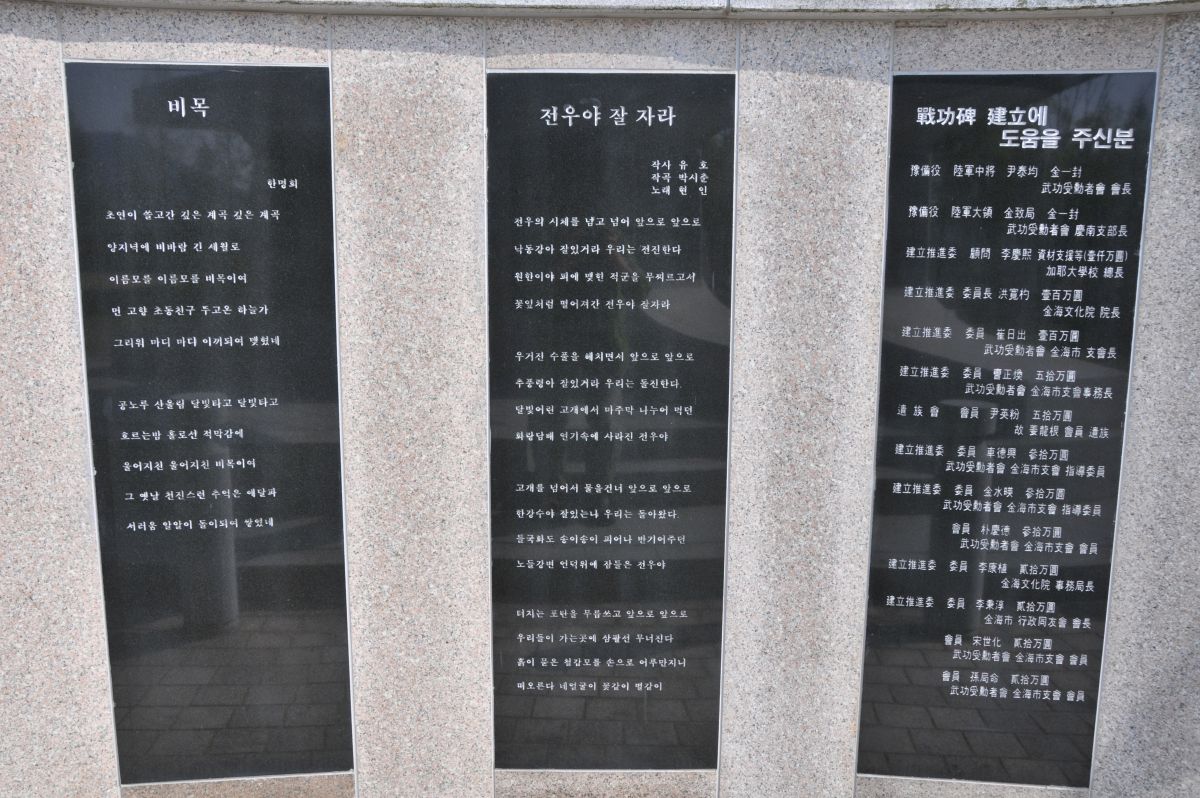 비목
한명희
초연이 쓸고간 깊은 계곡 깊은 계곡
양지녁에 비바람 긴 세월로
이름모를 이름모를 비목이여
먼 고향 초동친구 두고온 하늘가
그리워 마디 마디 이끼되어 맺혔네
궁노루 산울림 달빛타고 달빛타고
흐르는밤 홀로선 적막감에
울어지친 울어지친 비목이여
그 옛날 천진스런 추억은 애달파
서러움 알알이 돌이되어 쌓였네
전우야 잘 자라
작사 유 호
작곡 박시춘
노래 현 인
전우의 시체를 넘고 넘어 앞으로 앞으로
낙동강아 잘있거라 우리는 전진한다
원한이야 피에 맺힌 적군을 무찌르고서
꽃잎처럼 떨어져간 전우야 잘자라
우거진 수풀을 헤치면서 앞으로 앞으로
추풍령아 잘있거라 우리는 돌진한다.
달빛어린 고개에서 마주막 나누어 먹던
화랑담배 연기속에 사라진 전우야
고개를 넘어서 물을건너 앞으로 앞으로
한강수야 잘있는냐 우리는 돌아왔다.
들국화도 송이송이 피어나 반기어주던
노들강변 언덕위에 잠들은 전우야
터지는 포탄을 무릅쓰고 앞으로 앞으로
우리들이 가는곳에 삼팔선 무너진다
흙이 묻은 철갑모를 손으로 어루만지니
떠오른다 네얼굴이 꽃같이 별같이
戰功碑 建立에
도움을 주신분
豫備役 陸軍中將 尹泰均 金一封
武功受勳者會 會長
豫備役 陸軍大領 金致局 金一封
武功受勳者會 慶南支部長
建立推進委 顧問 李慶熙 資材支援等(壹仟万圓)
加耶大學校 總長
建立推進委 委員長 洪寬杓 壹百万圓
金海文化院 院長
建立推進委 委員 崔日出 壹百万圓
武功受勳者會 金海市 支會長
建立推進委 委員 曺正煥 五拾万圓
武功受勳者會 金海市支會事務長
遺族會 會員 尹英粉 五拾万圓
故 姜龍根 會員 遺族
建立推進委 委員 車德興 參拾万圓
武功受勳者會 金海市支會 指導委員
建立推進委 委員 金水暎 參拾万圓
武功受勳者會 金海市支會 指導委員
會員 朴慶德 參拾万圓
武功受勳者會 金海市支會 會員
建立推進委 委員 李康植 貳拾万圓
金海文化院 事務局長
建立推進委 委員 李秉淳 貳拾万圓
金海市 行政同友會 會長
會員 宋世化 貳拾万圓
武功受勳者會 金海市支會 會員
會員 孫局命 貳拾万圓
武功受勳者會 金海市支會 會員